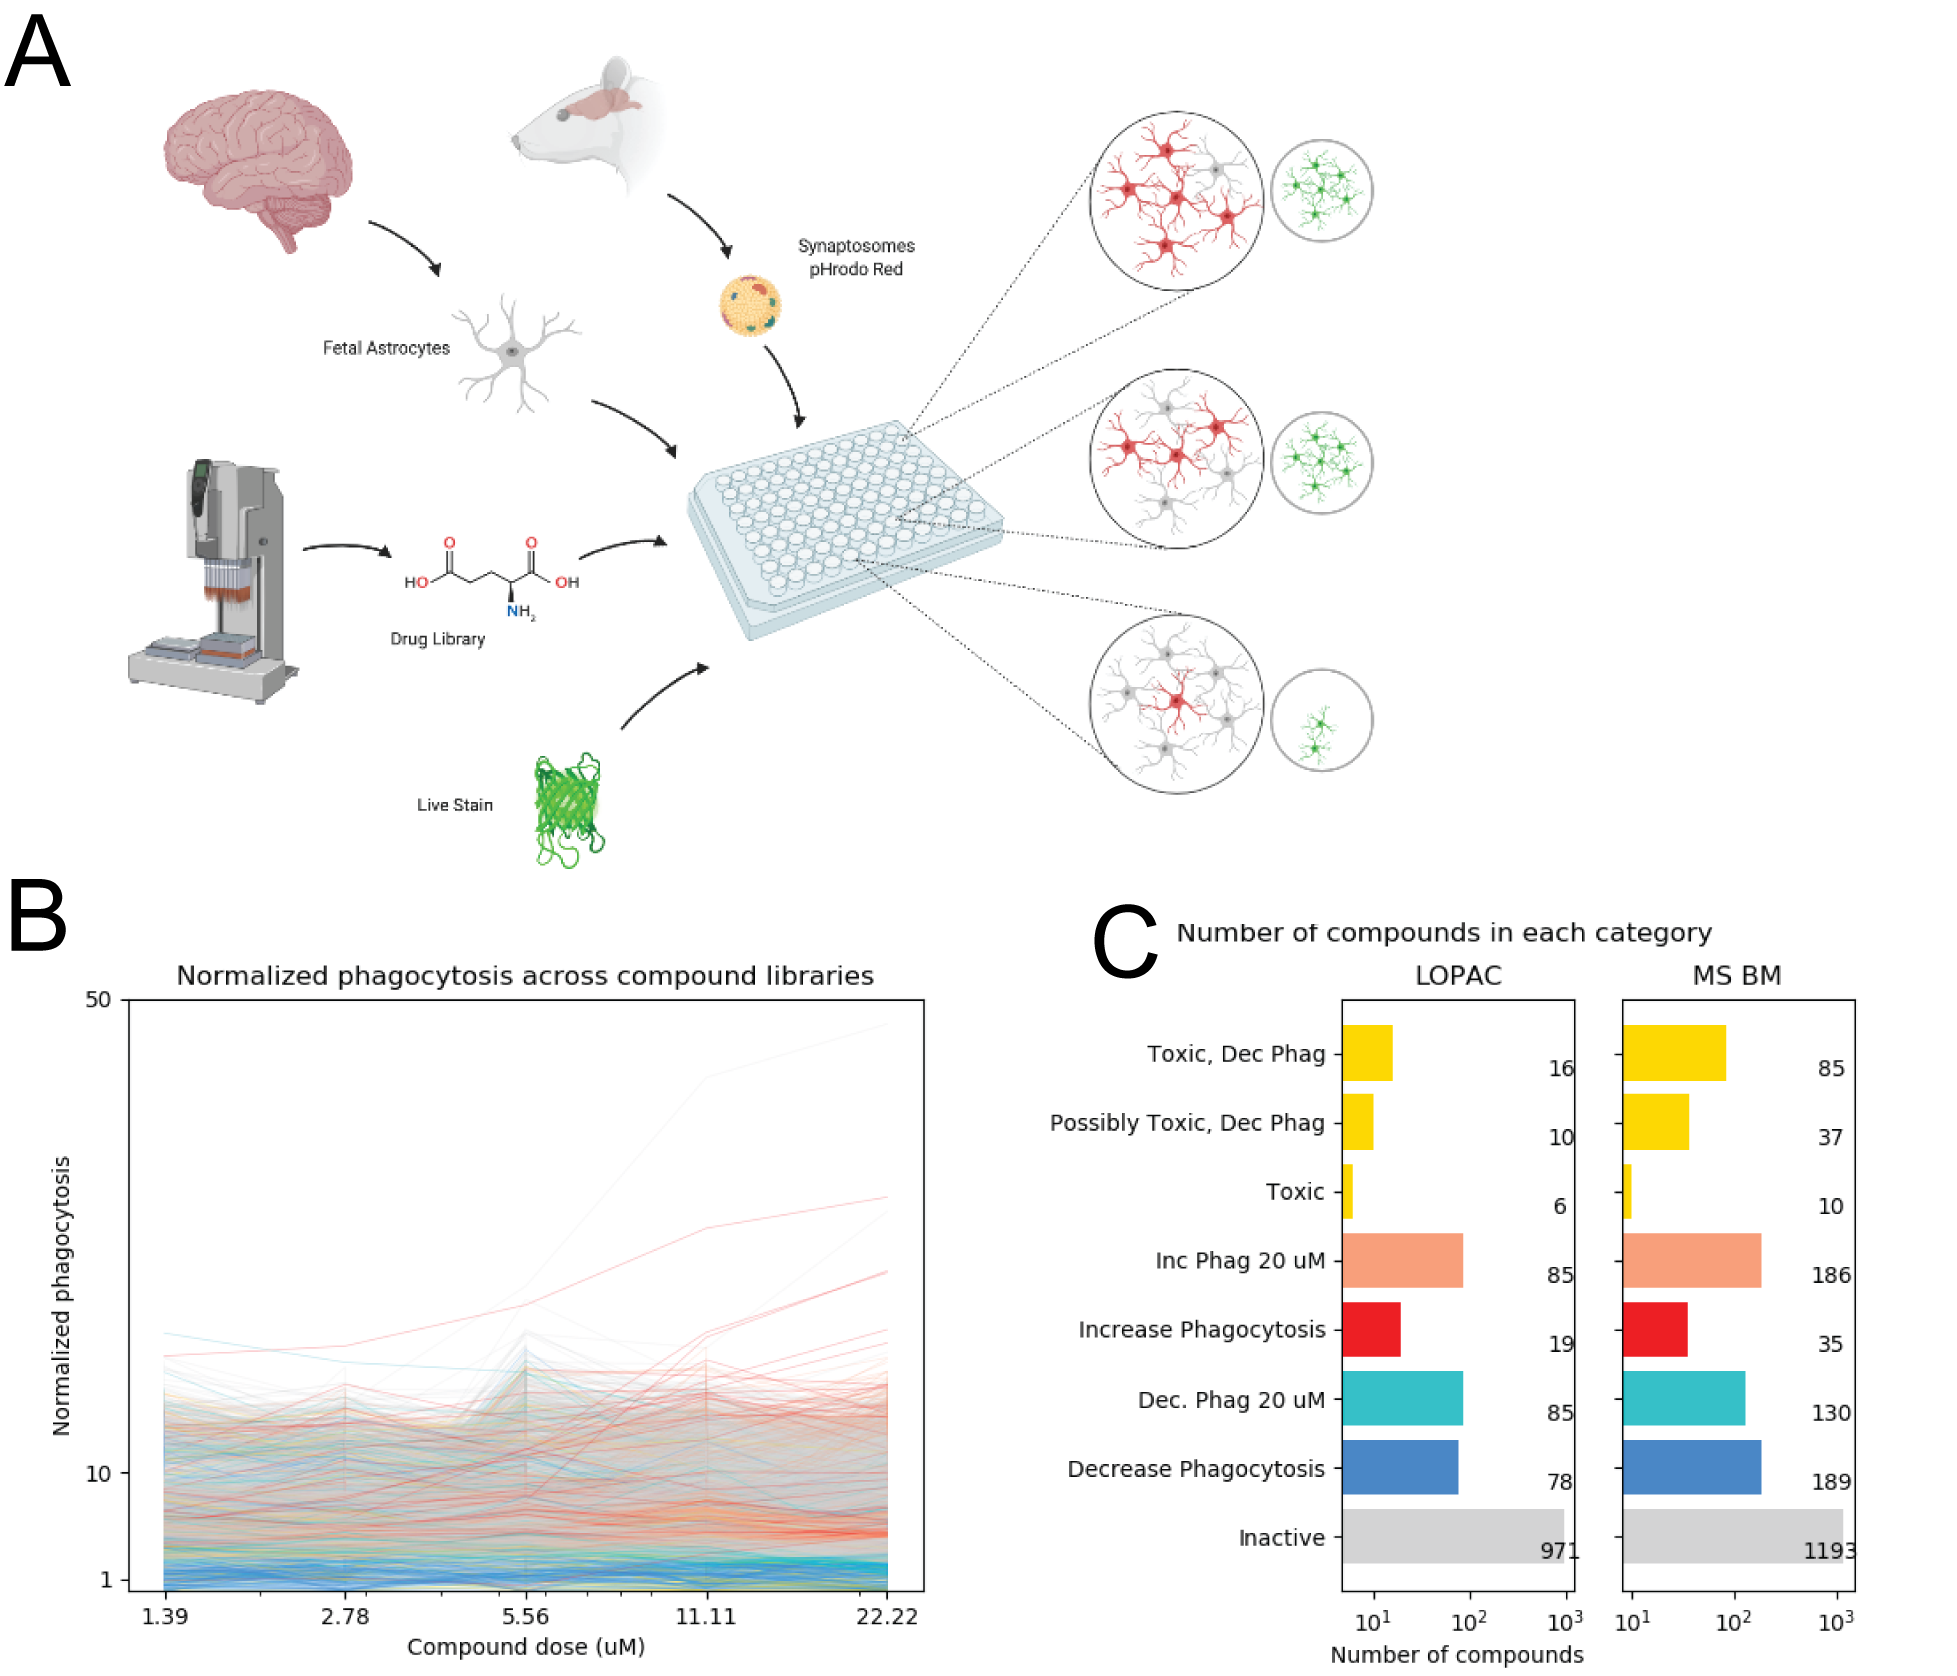 A
Synaptosomes
pHrodo Red
Fetal Astrocytes
O
O
HO
OH
NH2
Drug Library
Live Stain
B
Normalized phagocytosis across compound libraries
50
10
1
Normalized phagocytosis
1.39 2.78 5.56 11.11 22.22
Compound dose (uM)
C
Number of compounds in each category
LOPAC MS BM
Toxic, Dec Phag 16 85
Possibly Toxic, Dec Phag 10 37
Toxic 6 10
Inc Phag 20 uM 85 186
Increase Phagocytosis 19 35
Dec. Phag 20 uM 85 130
Decrease Phagocytosis 78 189
Inactive 971 1193
10^1 10^2 10^3 10^1 10^2 10^3
Number of compounds